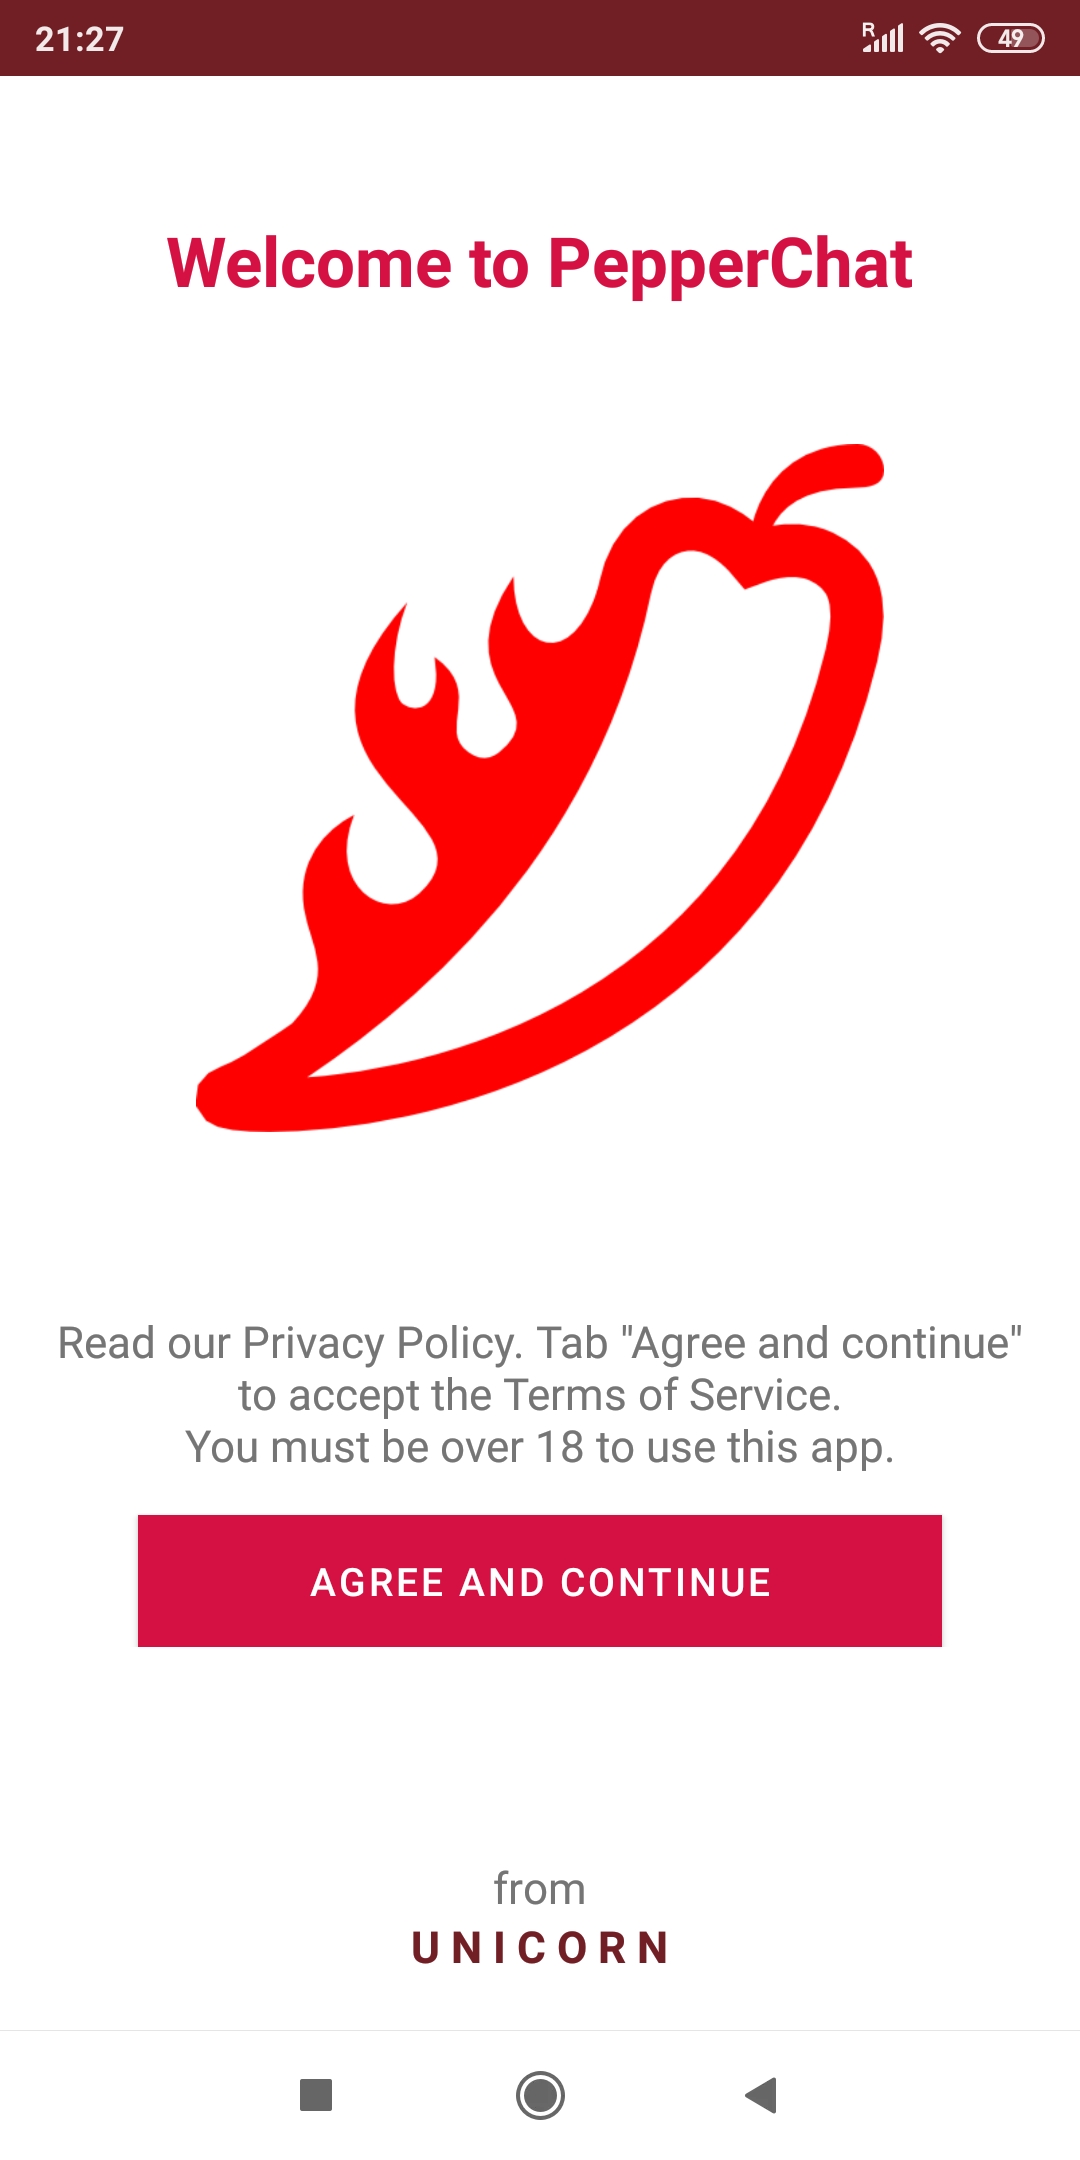 21:27
R
49
Welcome to PepperChat
Read our Privacy Policy. Tab "Agree and continue"
to accept the Terms of Service.
You must be over 18 to use this app.
AGREE AND CONTINUE
from
UNICORN